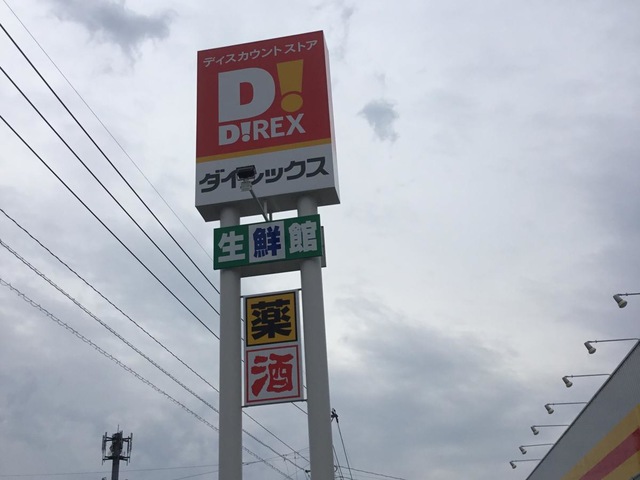 ディスカウントストア
D!
D!REX
ダイレックス
生鮮館
薬
酒